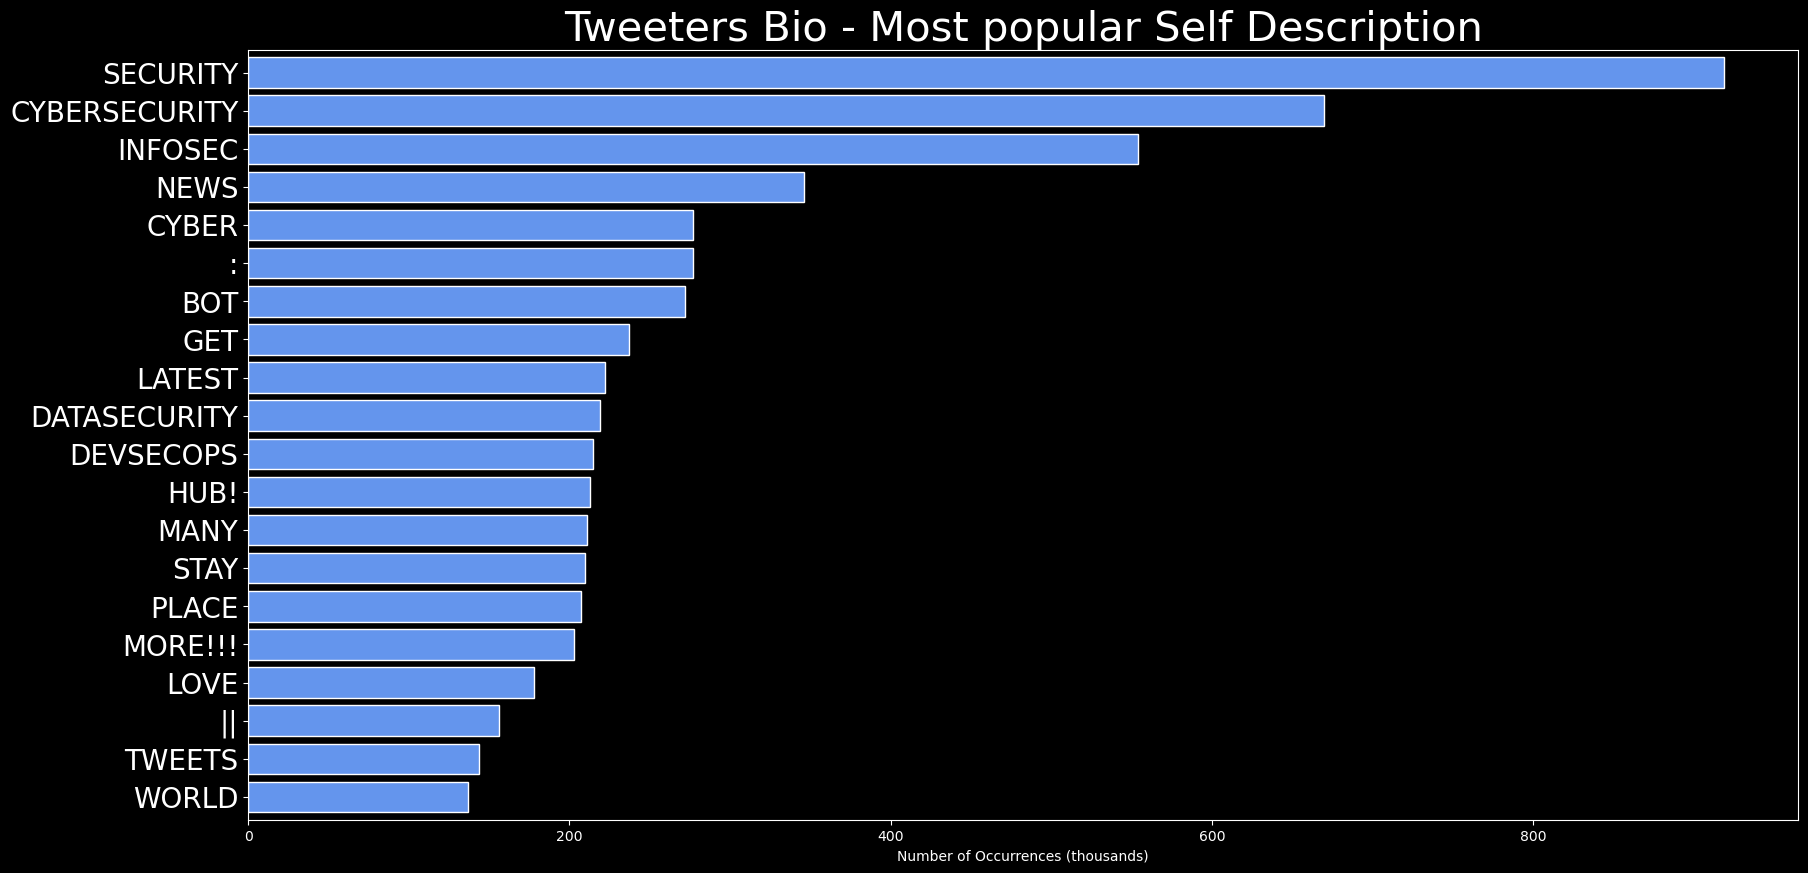 Tweeters Bio - Most popular Self Description
SECURITY
CYBERSECURITY
INFOSEC
NEWS
CYBER
:
BOT
GET
LATEST
DATASECURITY
DEVSECOPS
HUB!
MANY
STAY
PLACE
MORE!!!
LOVE
||
TWEETS
WORLD
0 200 400 600 800
Number of Occurrences (thousands)